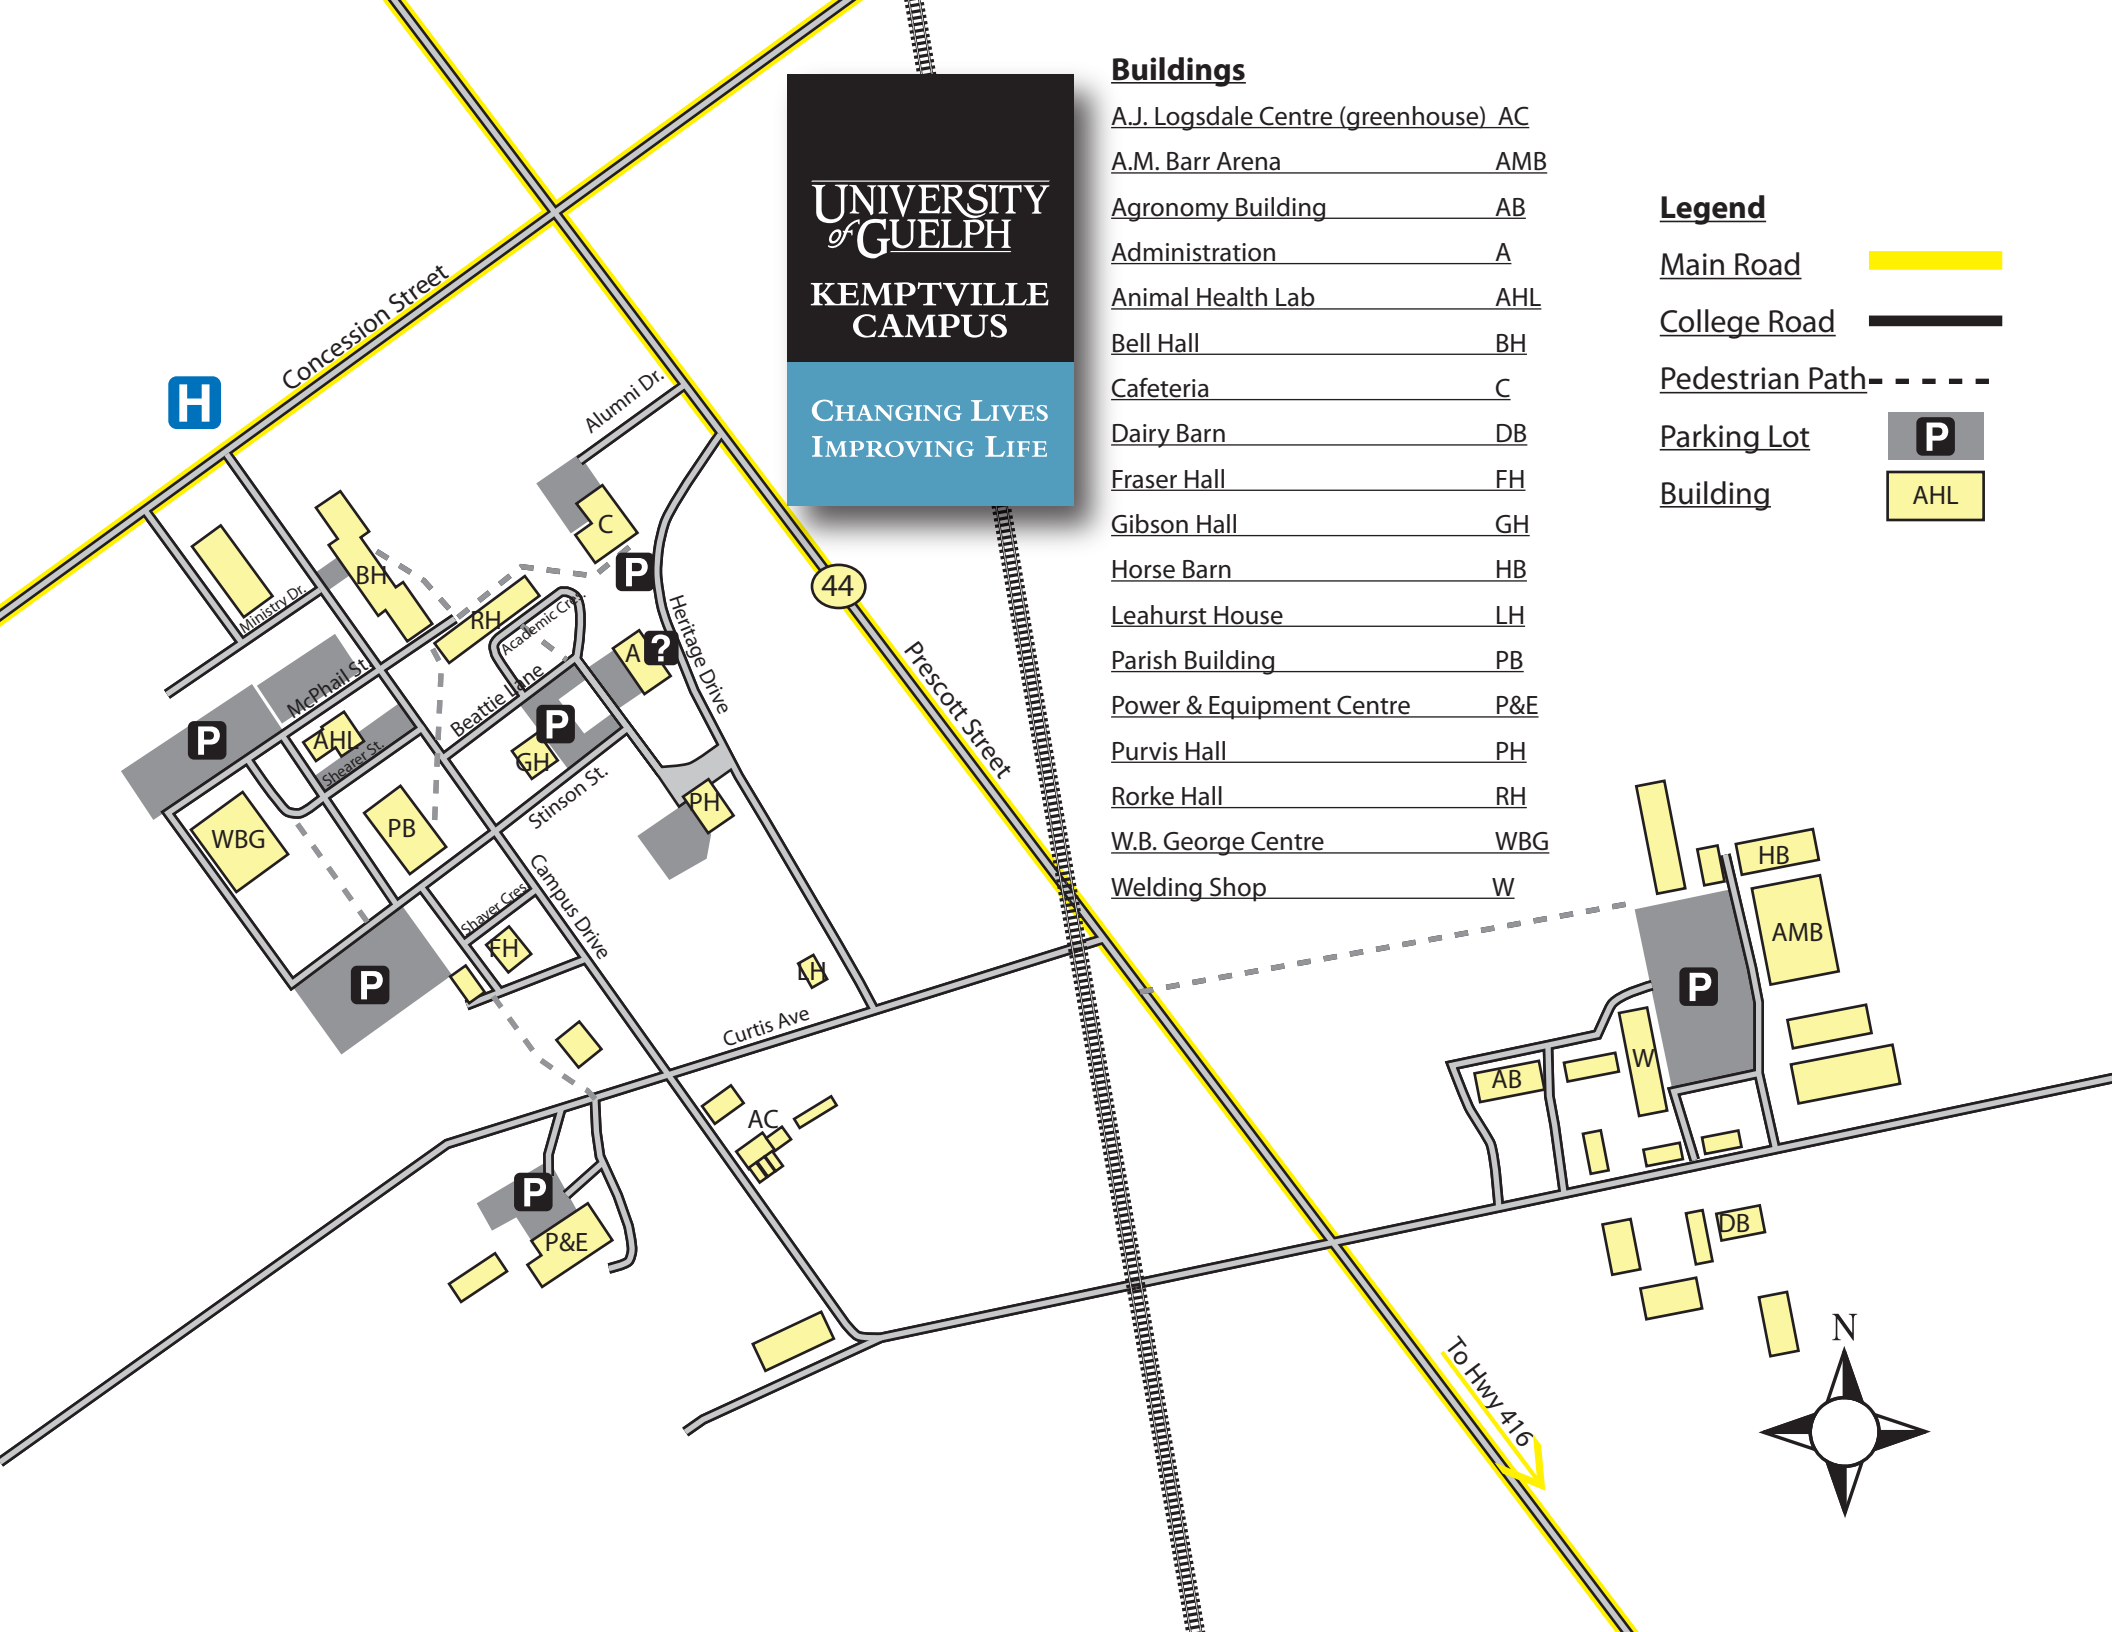 UNIVERSITY
of GUELPH
KEMPTVILLE
CAMPUS
CHANGING LIVES
IMPROVING LIFE
Buildings
A.J. Logsdale Centre (greenhouse) AC
A.M. Barr Arena AMB
Agronomy Building AB
Administration A
Animal Health Lab AHL
Bell Hall BH
Cafeteria C
Dairy Barn DB
Fraser Hall FH
Gibson Hall GH
Horse Barn HB
Leahurst House LH
Parish Building PB
Power & Equipment Centre P&E
Purvis Hall PH
Rorke Hall RH
W.B. George Centre WBG
Welding Shop W
Legend
Main Road
College Road
Pedestrian Path
Parking Lot P
Building AHL
Concession Street
H
Alumni Dr.
C
P
BH
Ministry Dr.
RH
Academic Cres.
A ?
Heritage Drive
44
Prescott Street
McPhail St.
Beattie Lane
P
P
AHL
Shearer St.
GH
Stinson St.
PH
WBG
PB
Campus Drive
Shaver Cres.
FH
P
LH
Curtis Ave
AC
P
P&E
HB
AMB
P
W
AB
DB
To Hwy 416
N